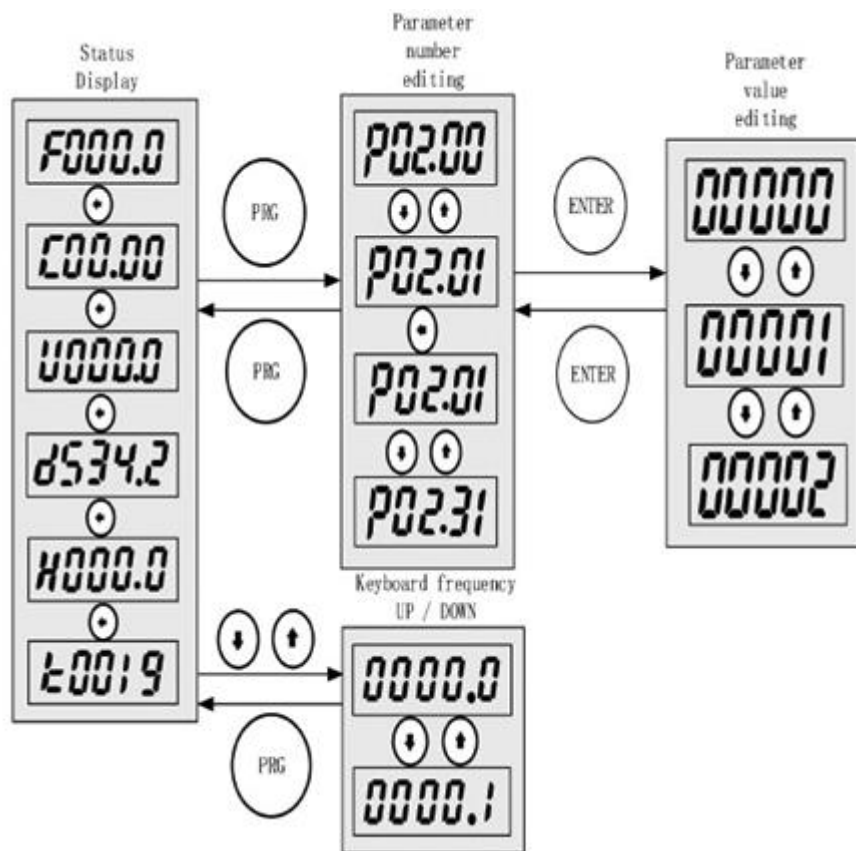 Status
Display
F000.0
C00.00
U000.0
d534.2
H000.0
t0019
PRG
PRG
Parameter
number
editing
P02.00
P02.01
P02.01
P02.31
ENTER
ENTER
Parameter
value
editing
00000
00001
00002
PRG
Keyboard frequency
UP / DOWN
0000.0
0000.1